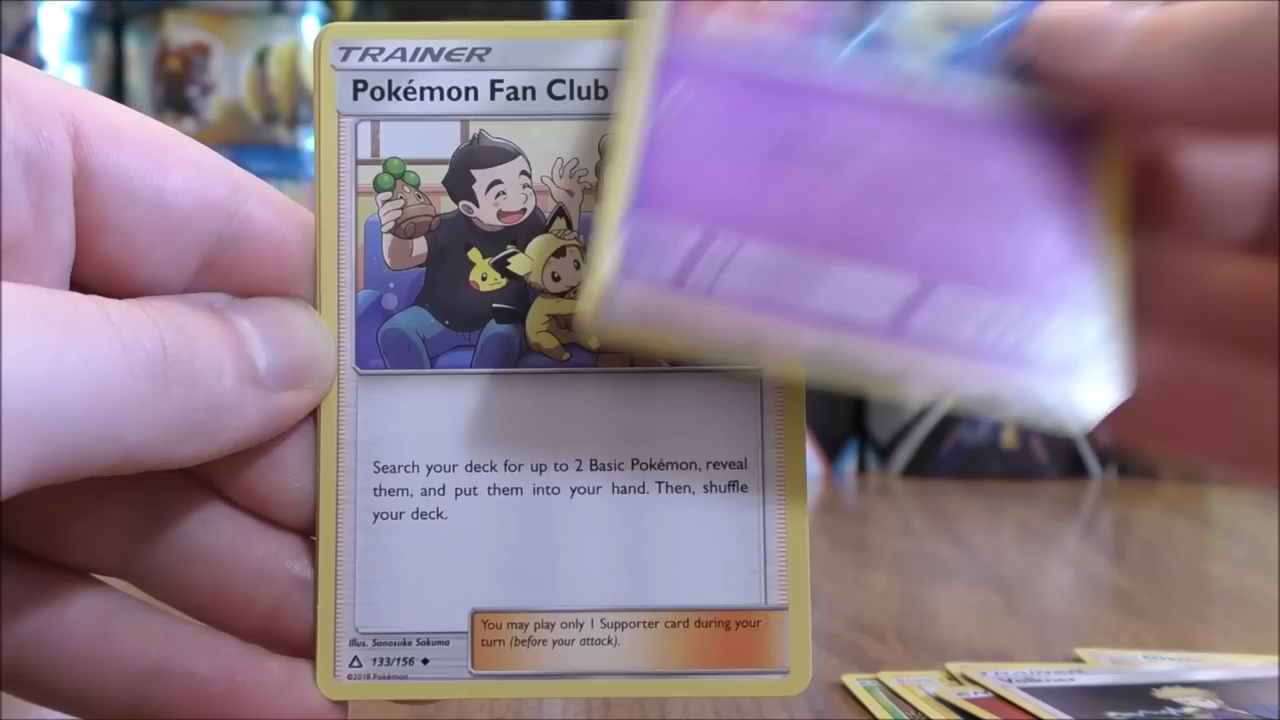 TRAINER
Pokémon Fan Club
Search your deck for up to 2 Basic Pokémon, reveal
them, and put them into your hand. Then, shuffle
your deck.
You may play only 1 Supporter card during your
turn (before your attack).
Illus. Sanosuke Sakuma
133/156
©2018 Pokémon
TRAINER
Volkner